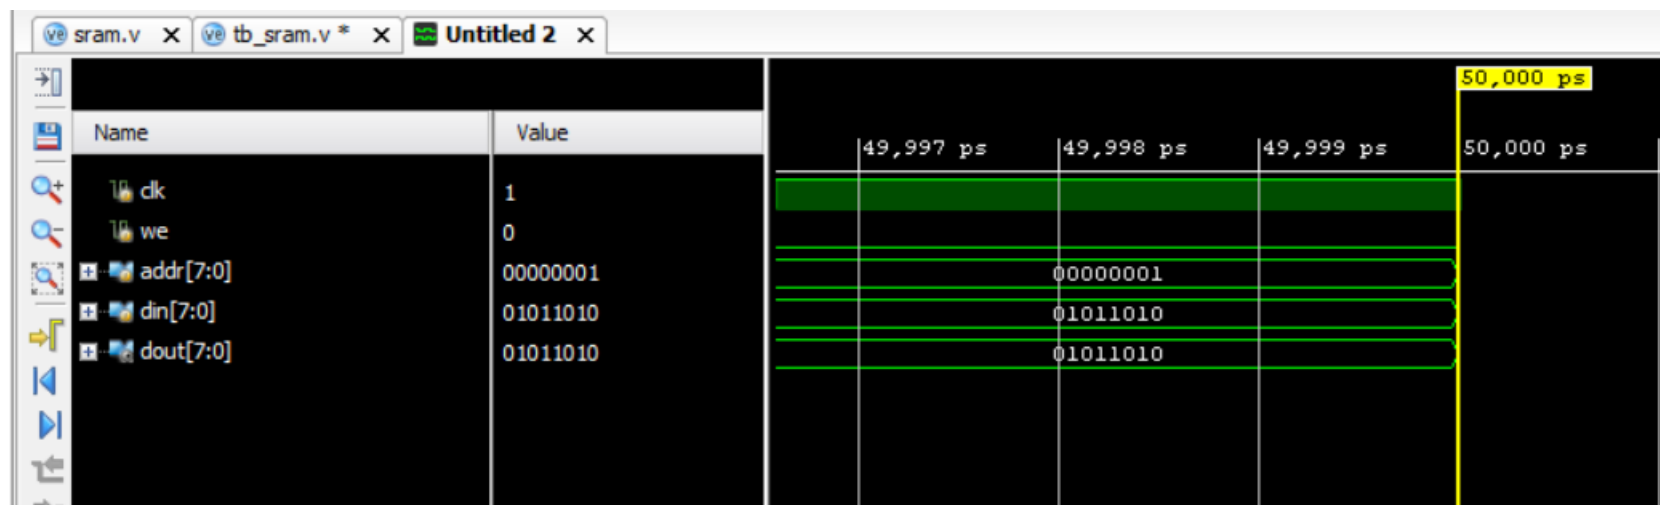 sram.v tb_sram.v * Untitled 2
50,000 ps
Name Value
49,997 ps 49,998 ps 49,999 ps 50,000 ps
clk 1
we 0
addr[7:0] 00000001 00000001
din[7:0] 01011010 01011010
dout[7:0] 01011010 01011010